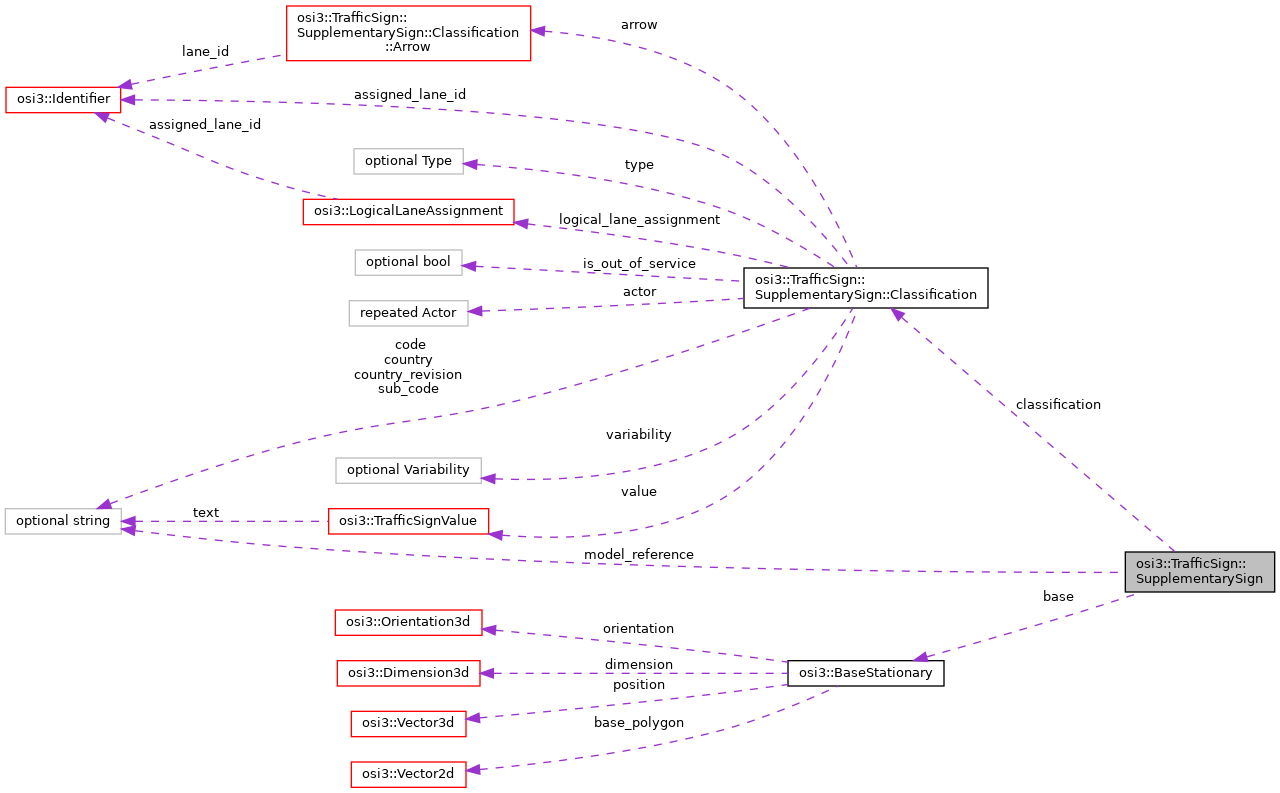 osi3::TrafficSign::
SupplementarySign::Classification
::Arrow
arrow
lane_id
osi3::Identifier
assigned_lane_id
assigned_lane_id
optional Type
type
osi3::LogicalLaneAssignment
logical_lane_assignment
optional bool
is_out_of_service
osi3::TrafficSign::
SupplementarySign::Classification
actor
repeated Actor
code
country
country_revision
sub_code
classification
variability
optional Variability
value
optional string
text
osi3::TrafficSignValue
model_reference
osi3::TrafficSign::
SupplementarySign
base
osi3::Orientation3d
orientation
osi3::Dimension3d
dimension
osi3::BaseStationary
position
osi3::Vector3d
base_polygon
osi3::Vector2d